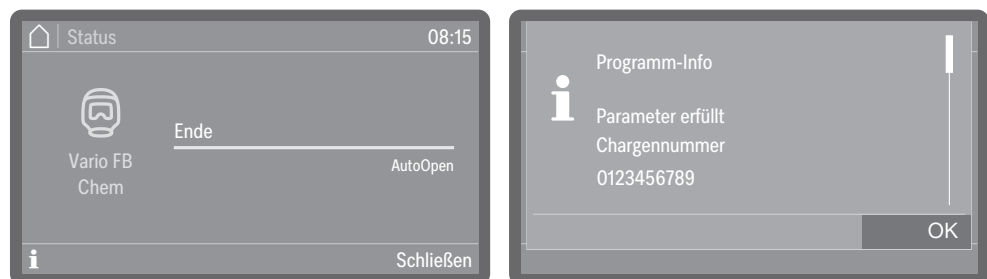 Status 08:15
Ende
AutoOpen
Vario FB
Chem
i Schließen
Programm-Info
i
Parameter erfüllt
Chargennummer
0123456789
OK